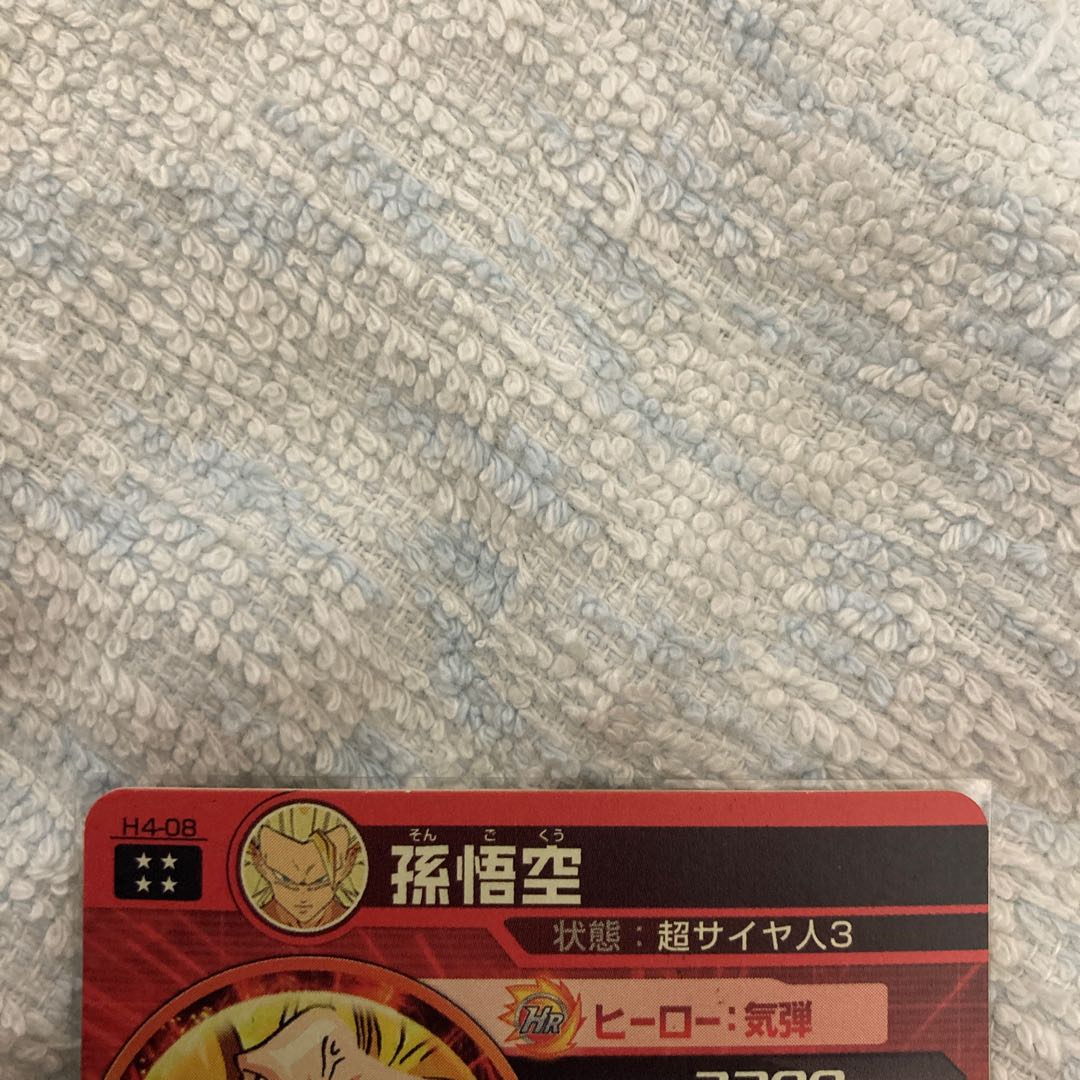 H4-08
そん ご くう
孫悟空
状態:超サイヤ人3
HR ヒーロー:気弾